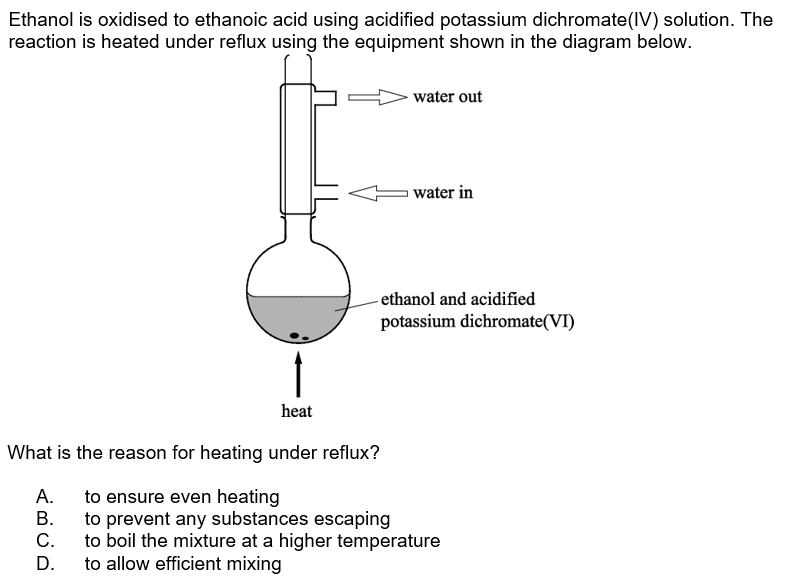 Ethanol is oxidised to ethanoic acid using acidified potassium dichromate(IV) solution. The
reaction is heated under reflux using the equipment shown in the diagram below.
water out
water in
ethanol and acidified
potassium dichromate(VI)
heat
What is the reason for heating under reflux?
A. to ensure even heating
B. to prevent any substances escaping
C. to boil the mixture at a higher temperature
D. to allow efficient mixing